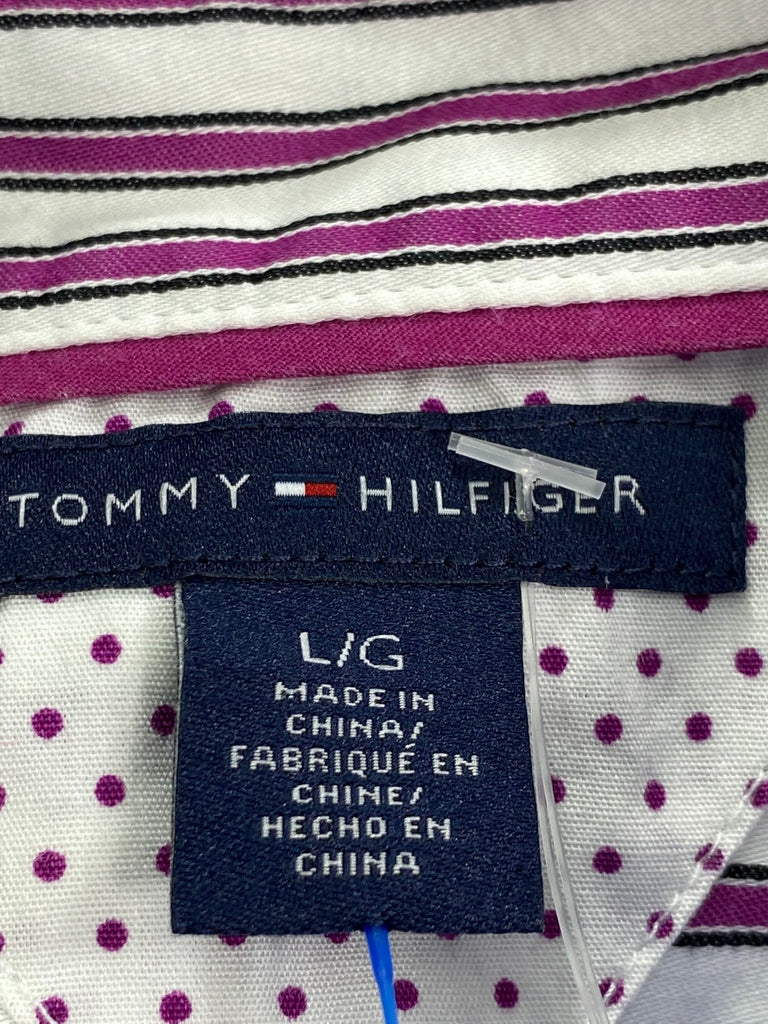 TOMMY HILFIGER
L/G
MADE IN
CHINA/
FABRIQUÉ EN
CHINE/
HECHO EN
CHINA